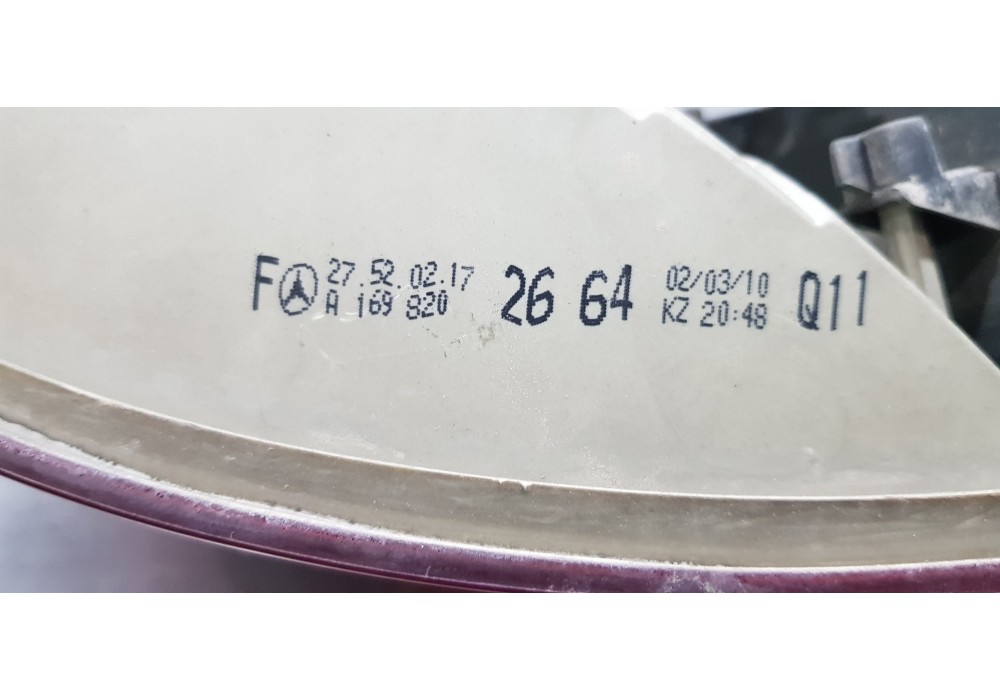 F 27.52.02.17 02/03/10
A 169 820 26 64 KZ 20:48 Q11